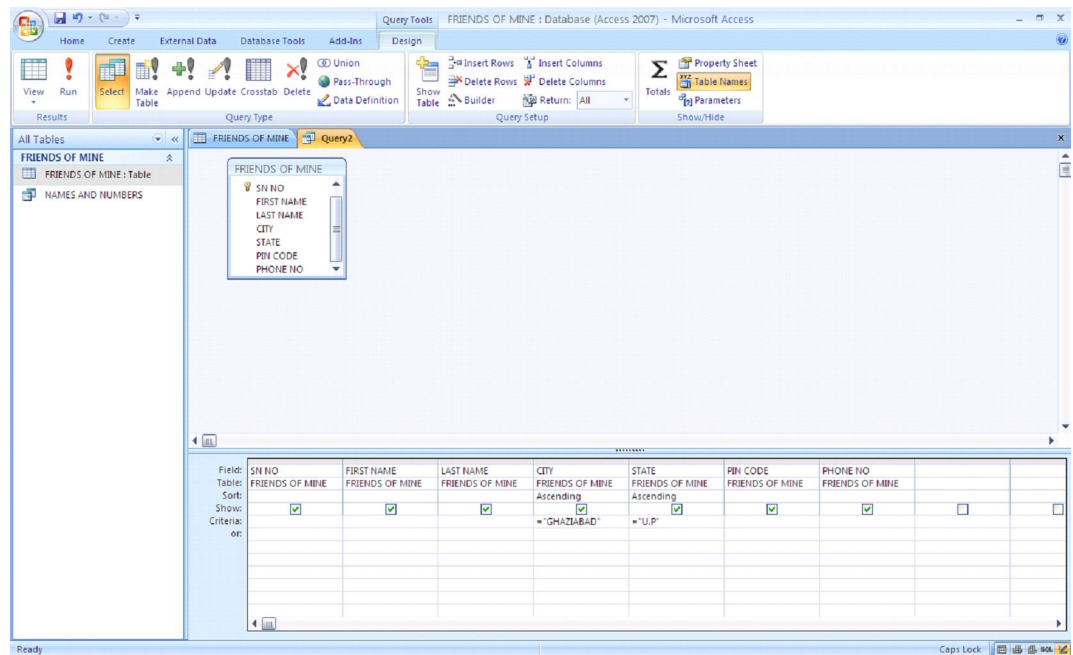 Query Tools FRIENDS OF MINE : Database (Access 2007) - Microsoft Access
Home Create External Data Database Tools Add-Ins Design
View Run Select Make Table Append Update Crosstab Delete
Union
Pass-Through
Data Definition
Show Table
Insert Rows Insert Columns
Delete Rows Delete Columns
Builder Return: All
Totals
Property Sheet
Table Names
Parameters
Results Query Type Query Setup Show/Hide
All Tables
FRIENDS OF MINE
FRIENDS OF MINE : Table
NAMES AND NUMBERS
FRIENDS OF MINE Query2
FRIENDS OF MINE
SN NO
FIRST NAME
LAST NAME
CITY
STATE
PIN CODE
PHONE NO
Field: SN NO FIRST NAME LAST NAME CITY STATE PIN CODE PHONE NO
Table: FRIENDS OF MINE FRIENDS OF MINE FRIENDS OF MINE FRIENDS OF MINE FRIENDS OF MINE FRIENDS OF MINE FRIENDS OF MINE
Sort: Ascending Ascending
Show:
Criteria: ="GHAZIABAD" ="U.P"
or:
Ready Caps Lock SQL